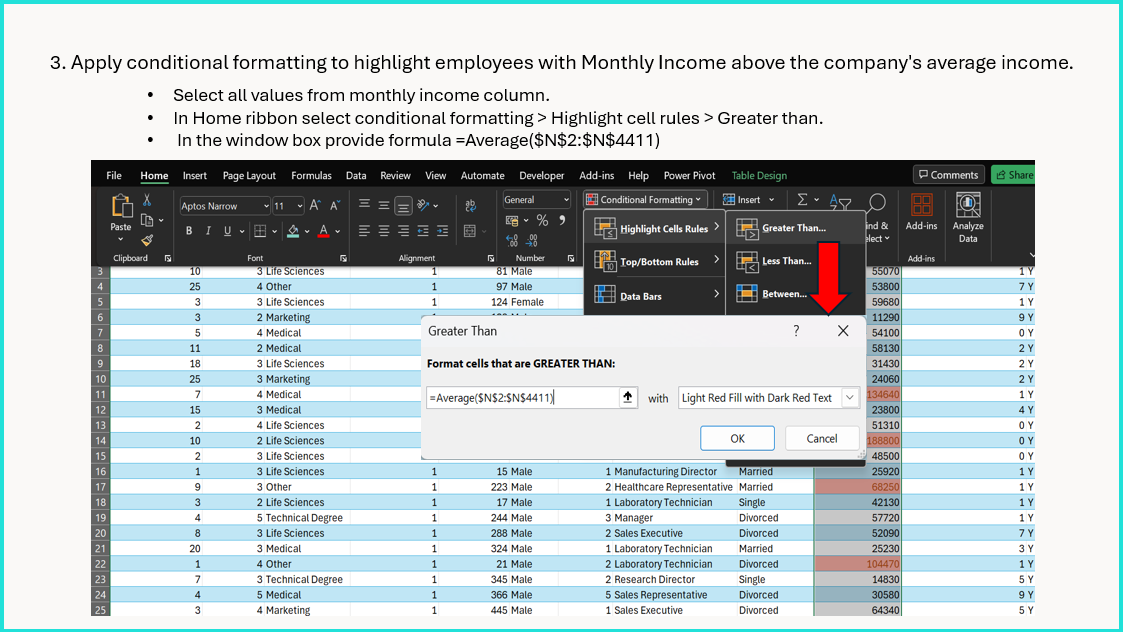 3. Apply conditional formatting to highlight employees with Monthly Income above the company's average income.
• Select all values from monthly income column.
• In Home ribbon select conditional formatting > Highlight cell rules > Greater than.
• In the window box provide formula =Average($N$2:$N$4411)
File Home Insert Page Layout Formulas Data Review View Automate Developer Add-ins Help Power Pivot Table Design Comments Share
Paste Aptos Narrow 11 General Conditional Formatting Insert
B I U A Add-ins Analyze Data
Clipboard Font Alignment Number Add-ins
Highlight Cells Rules Greater Than...
Top/Bottom Rules Less Than...
Data Bars Between...
3 10 3 Life Sciences 1 81 Male 55070 1 Y
4 25 4 Other 1 97 Male 53800 7 Y
5 3 3 Life Sciences 1 124 Female 59680 1 Y
6 3 2 Marketing 11290 9 Y
7 5 4 Medical 54100 0 Y
8 11 2 Medical 58130 2 Y
9 18 3 Life Sciences 31430 2 Y
10 25 3 Marketing 24060 2 Y
11 7 4 Medical 134640 1 Y
12 15 3 Medical 23800 4 Y
13 2 4 Life Sciences 51310 0 Y
14 10 2 Life Sciences 188800 0 Y
15 2 3 Life Sciences 48500 0 Y
Greater Than ?
Format cells that are GREATER THAN:
=Average($N$2:$N$4411) with Light Red Fill with Dark Red Text
OK Cancel
16 1 3 Life Sciences 1 15 Male 1 Manufacturing Director Married 25920 1 Y
17 9 3 Other 1 223 Male 2 Healthcare Representative Married 68250 1 Y
18 3 2 Life Sciences 1 17 Male 1 Laboratory Technician Single 42130 1 Y
19 4 5 Technical Degree 1 244 Male 3 Manager Divorced 57720 1 Y
20 8 3 Life Sciences 1 288 Male 2 Sales Executive Divorced 52090 7 Y
21 20 3 Medical 1 324 Male 1 Laboratory Technician Married 25230 3 Y
22 1 4 Other 1 21 Male 2 Laboratory Technician Divorced 104470 1 Y
23 7 3 Technical Degree 1 345 Male 2 Research Director Single 14830 5 Y
24 4 5 Medical 1 366 Male 5 Sales Representative Divorced 30580 9 Y
25 3 4 Marketing 1 445 Male 1 Sales Executive Divorced 64340 5 Y